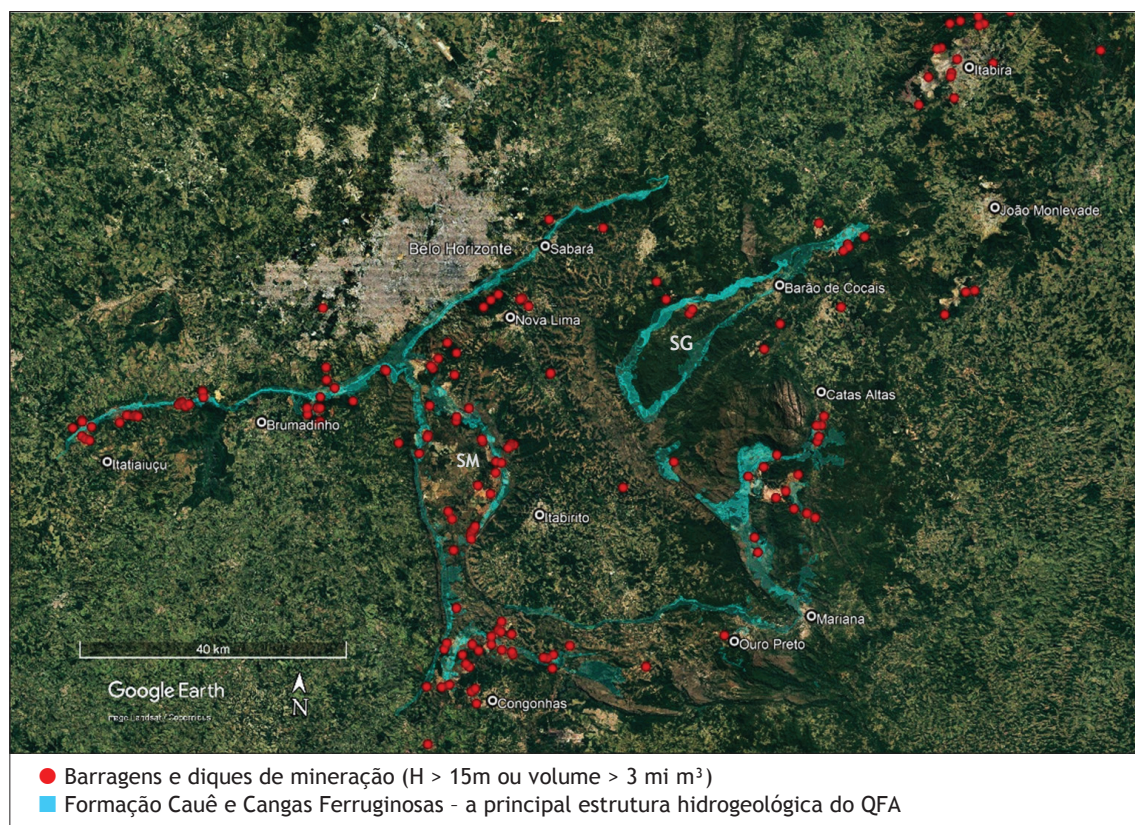 Itabira
João Monlevade
Belo Horizonte
Sabará
Barão de Cocais
Nova Lima
SG
Catas Altas
Brumadinho
SM
Itatiaiuçu
Itabirito
Mariana
Ouro Preto
40 km
Google Earth
N
Congonhas
Barragens e diques de mineração (H > 15m ou volume > 3 mi m³)
Formação Cauê e Cangas Ferruginosas - a principal estrutura hidrogeológica do QFA